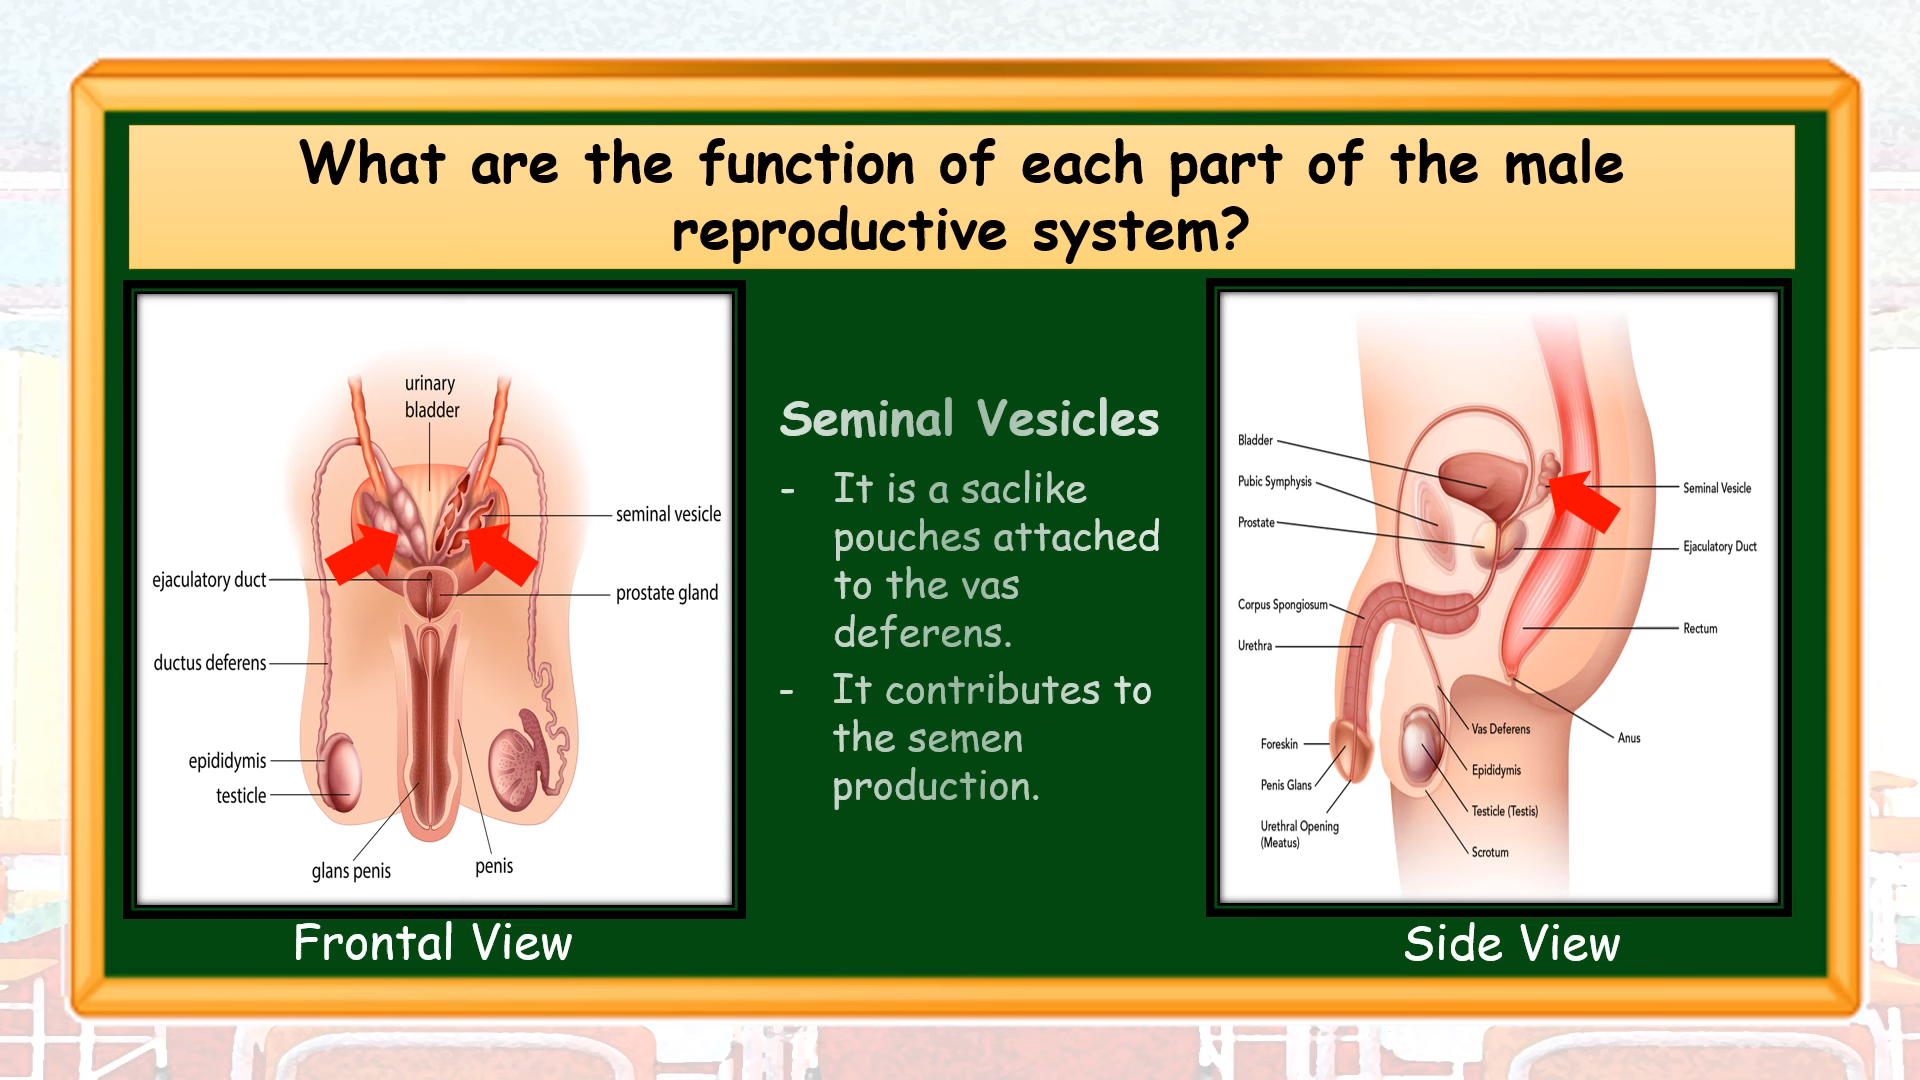 What are the function of each part of the male
reproductive system?
urinary
bladder
seminal vesicle
ejaculatory duct
prostate gland
ductus deferens
epididymis
testicle
glans penis
penis
Frontal View
Seminal Vesicles
- It is a saclike
pouches attached
to the vas
deferens.
- It contributes to
the semen
production.
Bladder
Pubic Symphysis
Seminal Vesicle
Prostate
Ejaculatory Duct
Corpus Spongiosum
Rectum
Urethra
Vas Deferens
Anus
Foreskin
Epididymis
Penis Glans
Testicle (Testis)
Urethral Opening
(Meatus)
Scrotum
Side View